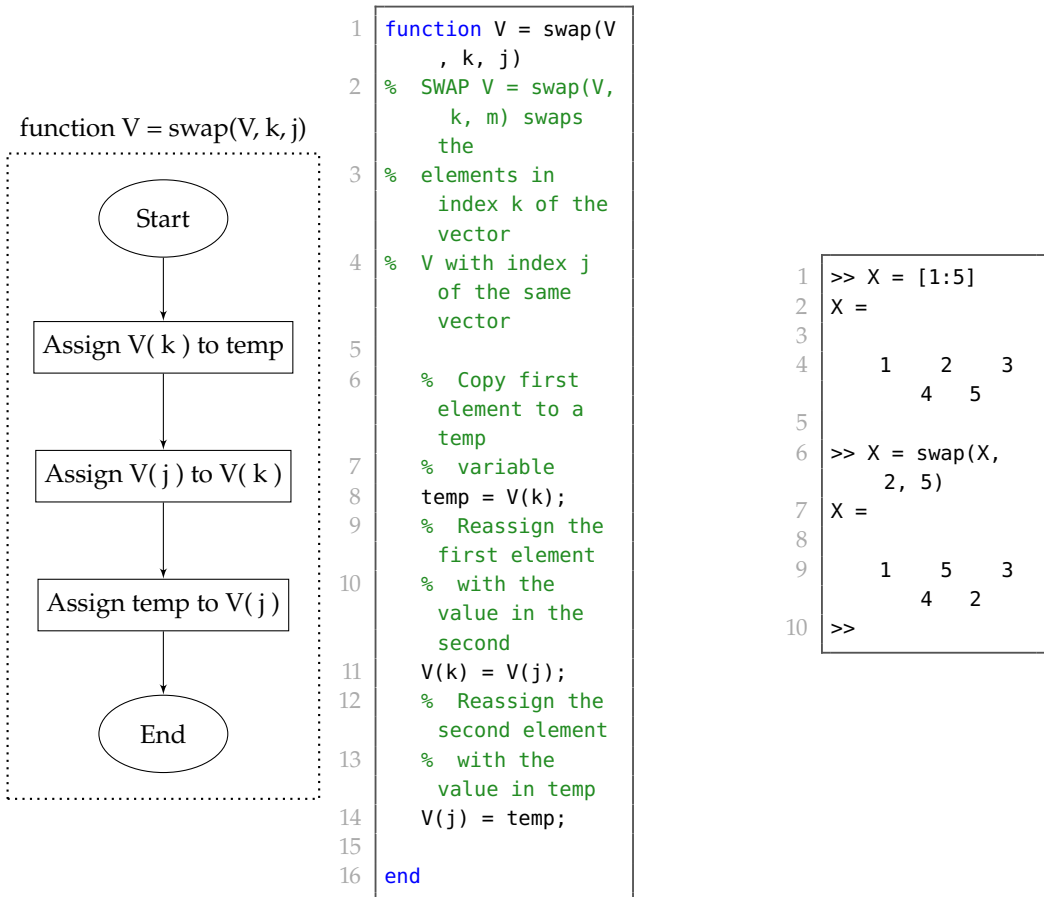 function V = swap(V, k, j)
Start
Assign V( k ) to temp
Assign V( j ) to V( k )
Assign temp to V( j )
End
1 function V = swap(V
, k, j)
2 %  SWAP V = swap(V,
k, m) swaps
the
3 %  elements in
index k of the
vector
4 %  V with index j
of the same
vector
5
6 %  Copy first
element to a
temp
7 %  variable
8 temp = V(k);
9 %  Reassign the
first element
10 %  with the
value in the
second
11 V(k) = V(j);
12 %  Reassign the
second element
13 %  with the
value in temp
14 V(j) = temp;
15
16 end
1 >> X = [1:5]
2 X =
3
4 1 2 3
4 5
5
6 >> X = swap(X,
2, 5)
7 X =
8
9 1 5 3
4 2
10 >>